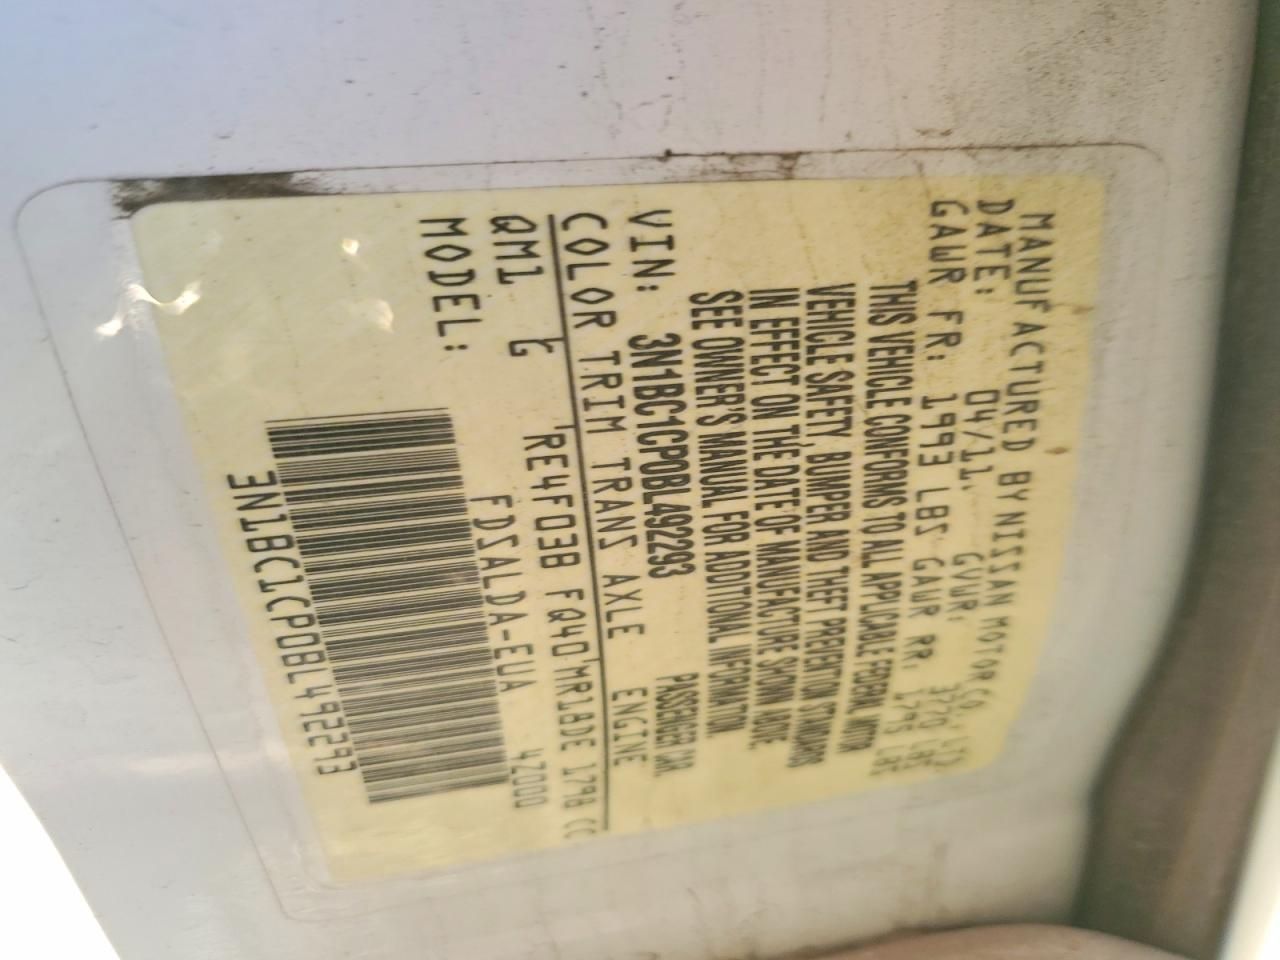 MANUFACTURED BY NISSAN MOTOR CO., LTD.
DATE: 04/11 GVWR: 3720 LBS
GAWR FR: 1993 LBS GAWR RR: 1795 LBS
THIS VEHICLE CONFORMS TO ALL APPLICABLE FEDERAL MOTOR
VEHICLE SAFETY, BUMPER AND THEFT PREVENTION STANDARDS
IN EFFECT ON THE DATE OF MANUFACTURE SHOWN ABOVE.
SEE OWNER'S MANUAL FOR ADDITIONAL INFORMATION
VIN: 3N1BC1CP0BL492293 PASSENGER CAR
COLOR TRIM TRANS AXLE ENGINE
QM1 RE4F03B FQ40 MR18DE 1798 CC
MODEL: FDSALDA-EUA 4Z000
3N1BC1CP0BL492293